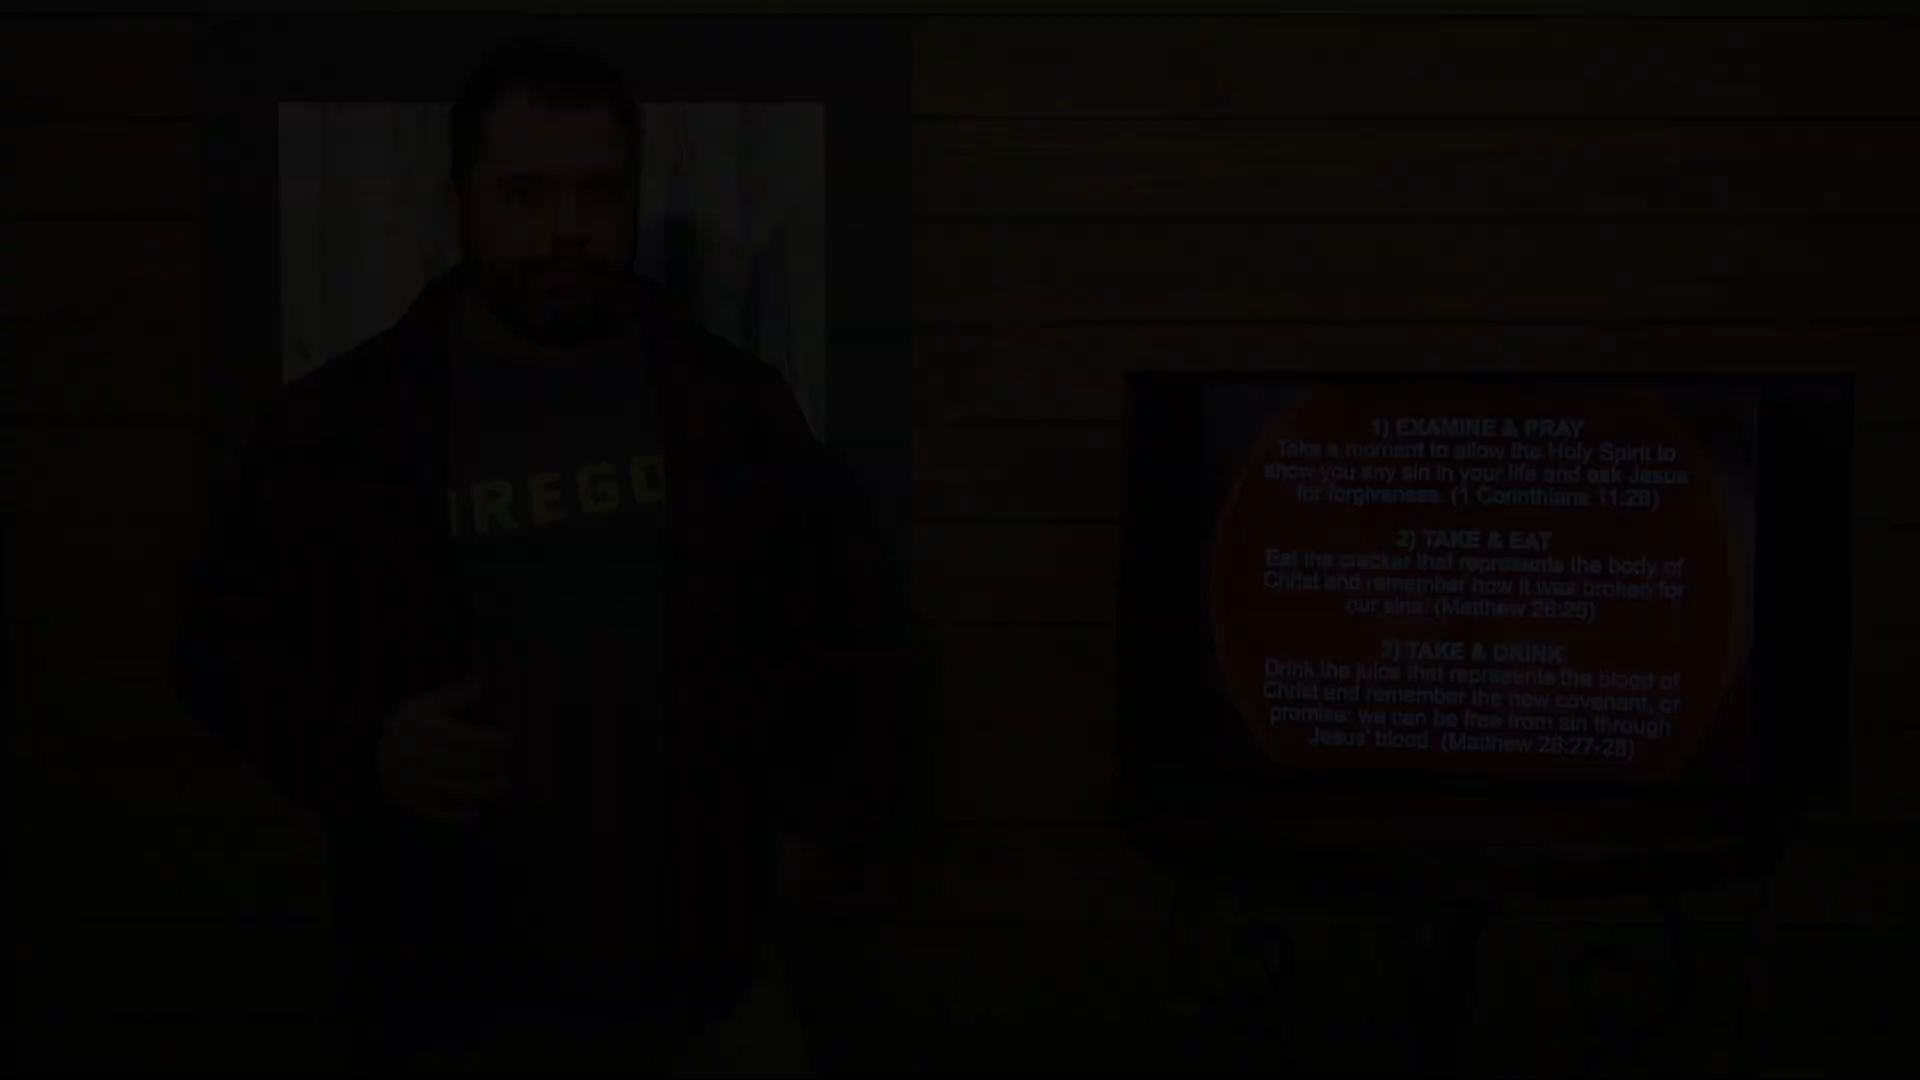 OREGO
1) EXAMINE & PRAY
Take a moment to allow the Holy Spirit to
show you any sin in your life and ask Jesus
for forgiveness. (1 Corinthians 11:28)
2) TAKE & EAT
Eat the cracker that represents the body of
Christ and remember how it was broken for
our sins. (Matthew 26:26)
3) TAKE & DRINK
Drink the juice that represents the blood of
Christ and remember the new covenant, or
promise: we can be free from sin through
Jesus' blood. (Matthew 26:27-28)